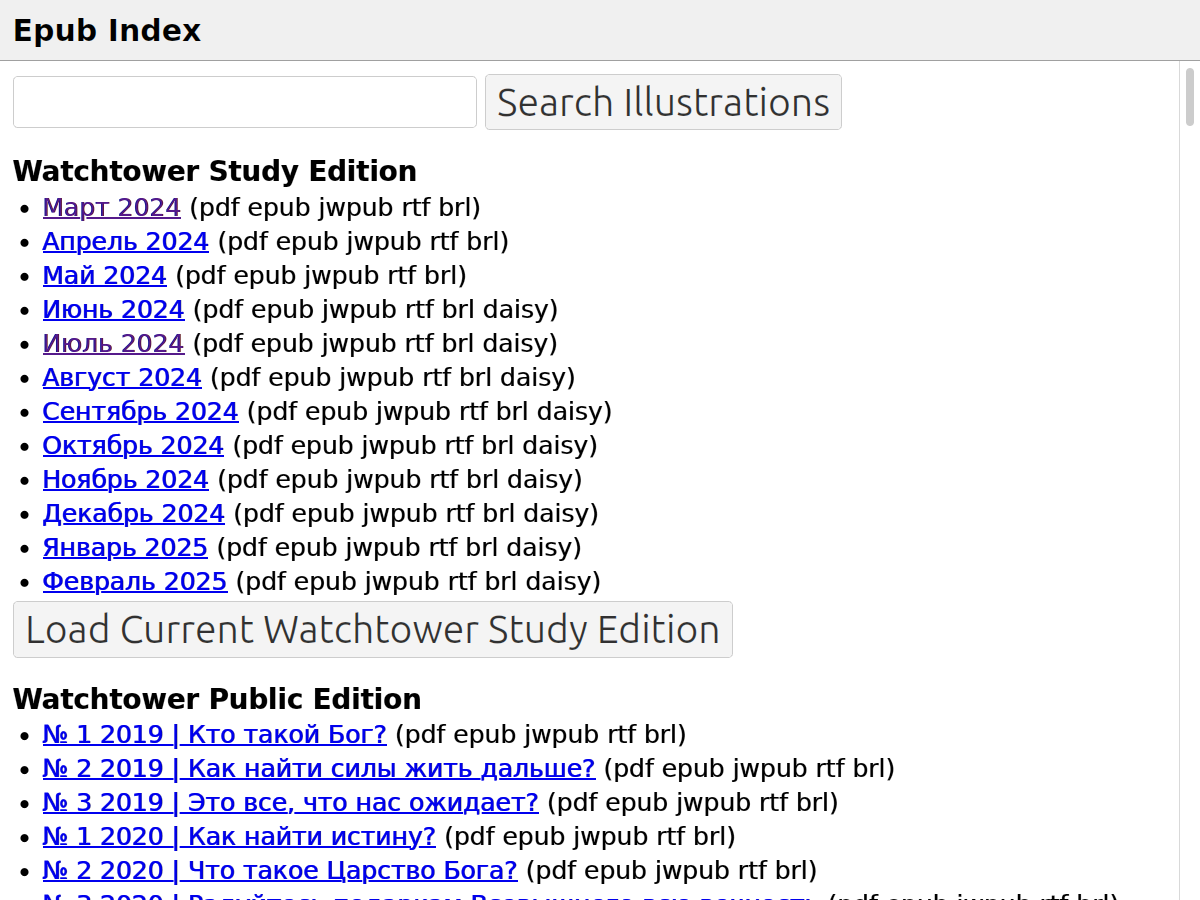 Epub Index
Search Illustrations
Watchtower Study Edition
Март 2024 (pdf epub jwpub rtf brl)
Апрель 2024 (pdf epub jwpub rtf brl)
Май 2024 (pdf epub jwpub rtf brl)
Июнь 2024 (pdf epub jwpub rtf brl daisy)
Июль 2024 (pdf epub jwpub rtf brl daisy)
Август 2024 (pdf epub jwpub rtf brl daisy)
Сентябрь 2024 (pdf epub jwpub rtf brl daisy)
Октябрь 2024 (pdf epub jwpub rtf brl daisy)
Ноябрь 2024 (pdf epub jwpub rtf brl daisy)
Декабрь 2024 (pdf epub jwpub rtf brl daisy)
Январь 2025 (pdf epub jwpub rtf brl daisy)
Февраль 2025 (pdf epub jwpub rtf brl daisy)
Load Current Watchtower Study Edition
Watchtower Public Edition
№ 1 2019 | Кто такой Бог? (pdf epub jwpub rtf brl)
№ 2 2019 | Как найти силы жить дальше? (pdf epub jwpub rtf brl)
№ 3 2019 | Это все, что нас ожидает? (pdf epub jwpub rtf brl)
№ 1 2020 | Как найти истину? (pdf epub jwpub rtf brl)
№ 2 2020 | Что такое Царство Бога? (pdf epub jwpub rtf brl)
№ 3 2020 |